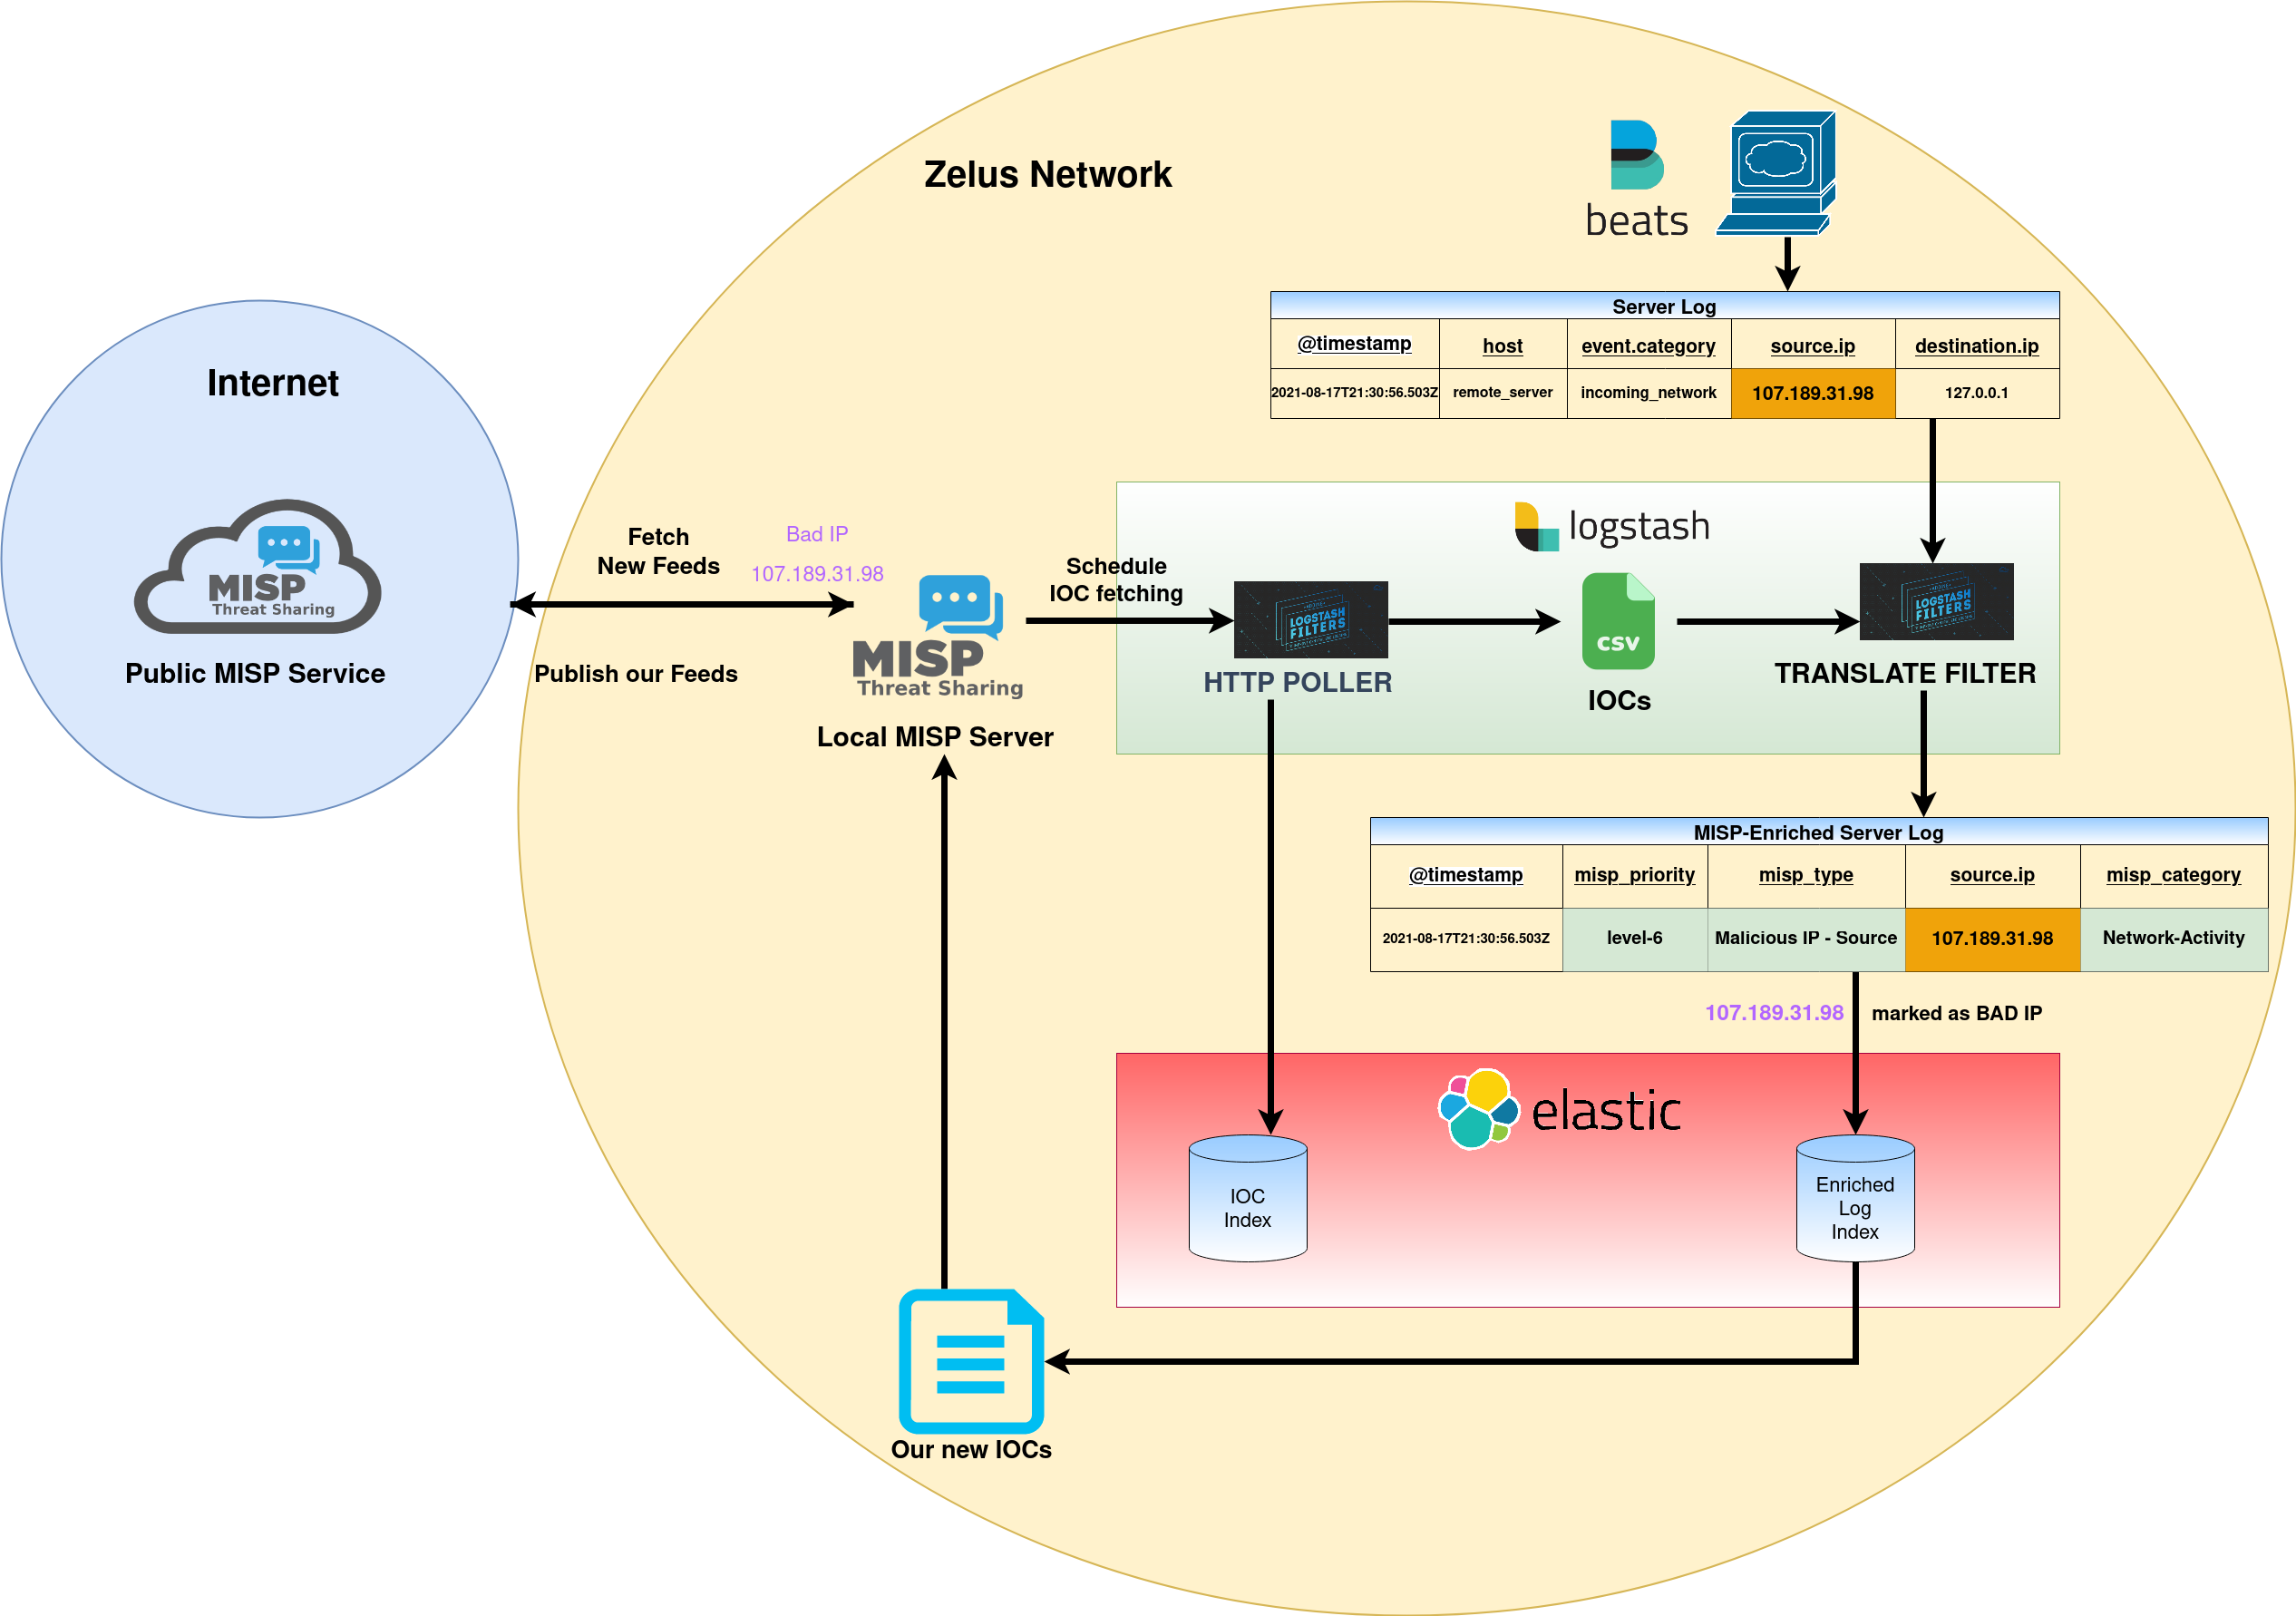 Zelus Network
beats
Server Log
@timestamp host event.category source.ip destination.ip
2021-08-17T21:30:56.503Z remote_server incoming_network 107.189.31.98 127.0.0.1
Internet
MISP
Threat Sharing
Public MISP Service
Fetch
New Feeds
Bad IP
107.189.31.98
Publish our Feeds
MISP
Threat Sharing
Local MISP Server
Schedule
IOC fetching
logstash
LOGSTASH
FILTERS
HTTP POLLER
CSV
IOCs
LOGSTASH
FILTERS
TRANSLATE FILTER
MISP-Enriched Server Log
@timestamp misp_priority misp_type source.ip misp_category
2021-08-17T21:30:56.503Z level-6 Malicious IP - Source 107.189.31.98 Network-Activity
107.189.31.98 marked as BAD IP
elastic
IOC
Index
Enriched
Log
Index
Our new IOCs